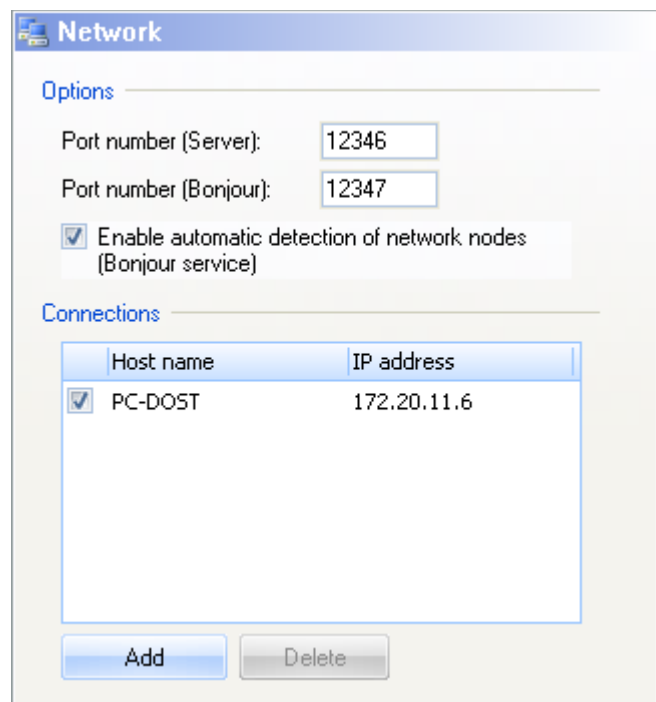 Network
Options
Port number (Server): 12346
Port number (Bonjour): 12347
Enable automatic detection of network nodes
(Bonjour service)
Connections
Host name IP address
PC-DOST 172.20.11.6
Add Delete